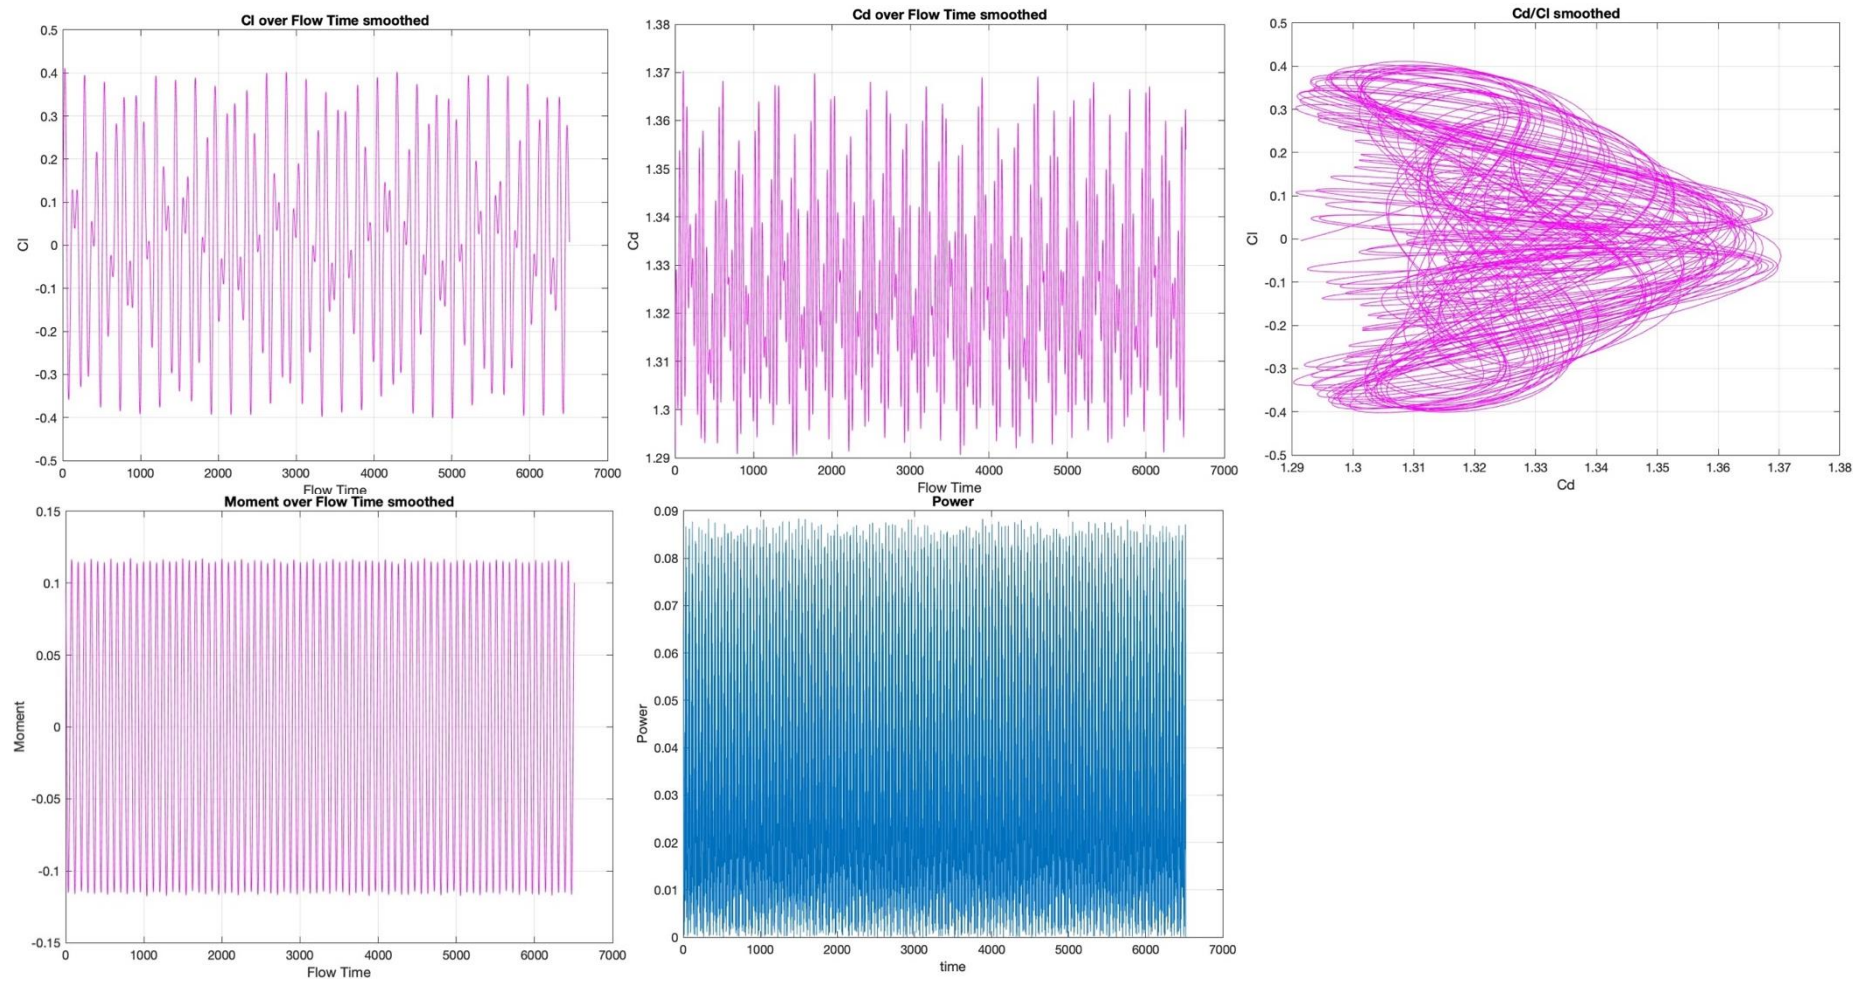 Cl over Flow Time smoothed
0.5
0.4
0.3
0.2
0.1
0
-0.1
-0.2
-0.3
-0.4
-0.5
Cl
0 1000 2000 3000 4000 5000 6000 7000
Flow Time
Cd over Flow Time smoothed
1.38
1.37
1.36
1.35
1.34
1.33
1.32
1.31
1.3
1.29
Cd
0 1000 2000 3000 4000 5000 6000 7000
Flow Time
Cd/Cl smoothed
0.5
0.4
0.3
0.2
0.1
0
-0.1
-0.2
-0.3
-0.4
-0.5
Cl
1.29 1.3 1.31 1.32 1.33 1.34 1.35 1.36 1.37 1.38
Cd
Moment over Flow Time smoothed
0.15
0.1
0.05
0
-0.05
-0.1
-0.15
Moment
0 1000 2000 3000 4000 5000 6000 7000
Flow Time
Power
0.09
0.08
0.07
0.06
0.05
0.04
0.03
0.02
0.01
0
Power
0 1000 2000 3000 4000 5000 6000 7000
time